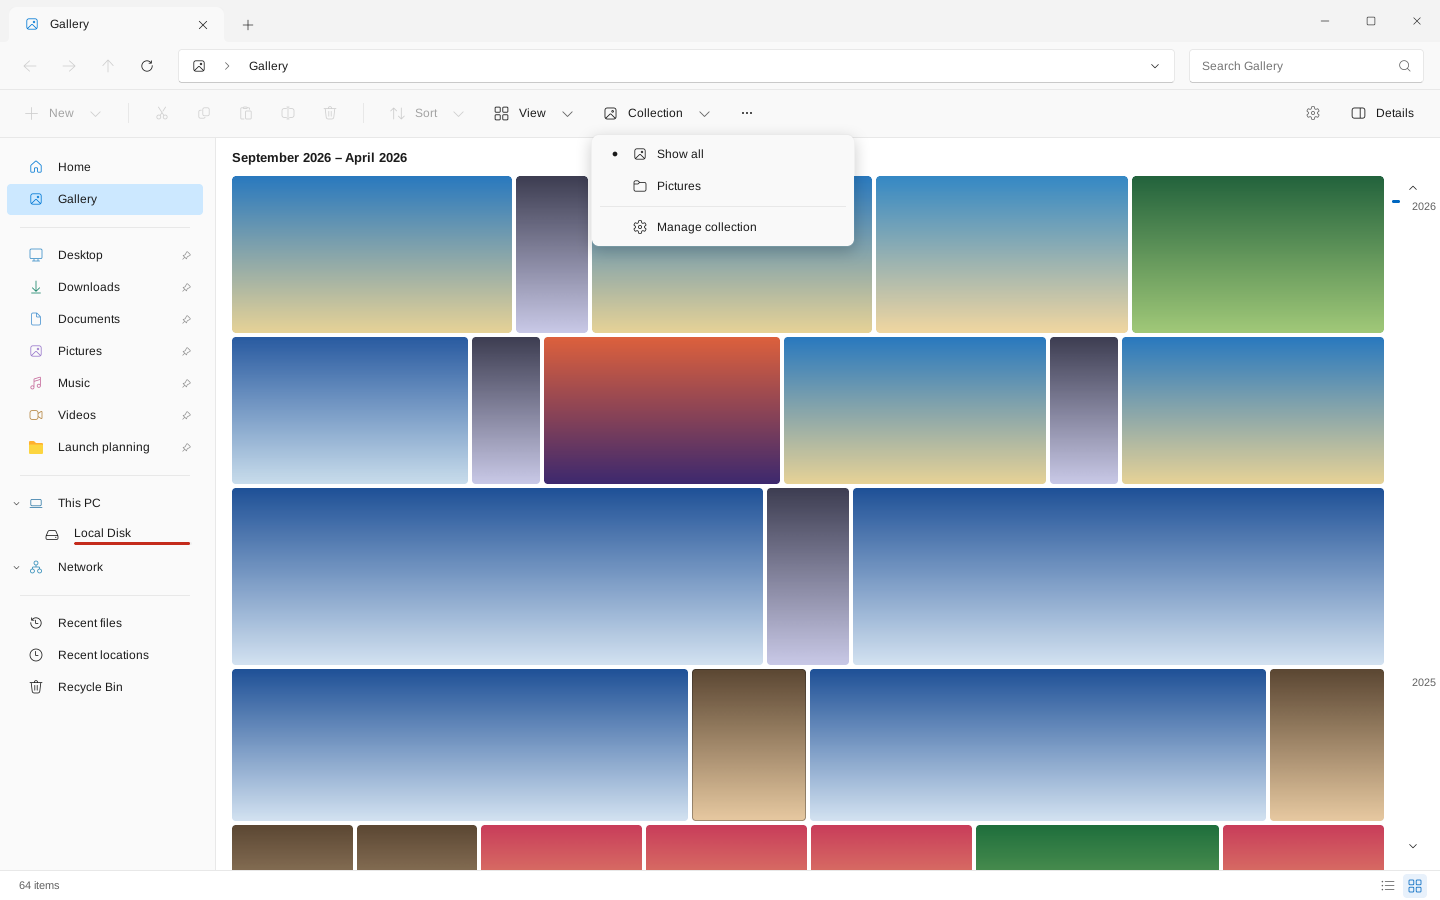 Gallery
Gallery
Search Gallery
New
Sort
View
Collection
Details
Show all
Pictures
Manage collection
Home
Gallery
Desktop
Downloads
Documents
Pictures
Music
Videos
Launch planning
This PC
Local Disk
Network
Recent files
Recent locations
Recycle Bin
September 2026 – April 2026
2026
2025
64 items